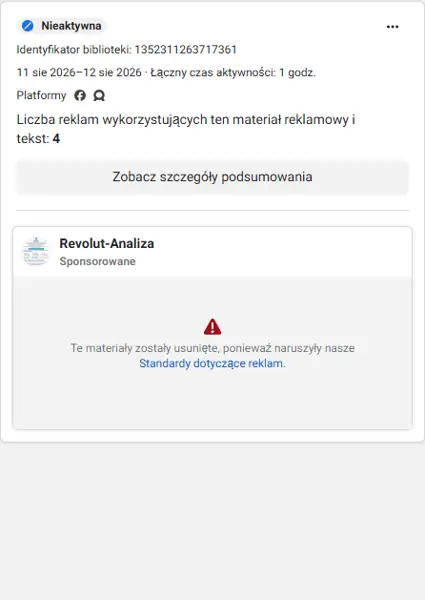 Nieaktywna
Identyfikator biblioteki: 1352311263717361
11 sie 2026–12 sie 2026 · Łączny czas aktywności: 1 godz.
Platformy
Liczba reklam wykorzystujących ten materiał reklamowy i
tekst: 4
Zobacz szczegóły podsumowania
Revolut-Analiza
Sponsorowane
Te materiały zostały usunięte, ponieważ naruszyły nasze
Standardy dotyczące reklam.